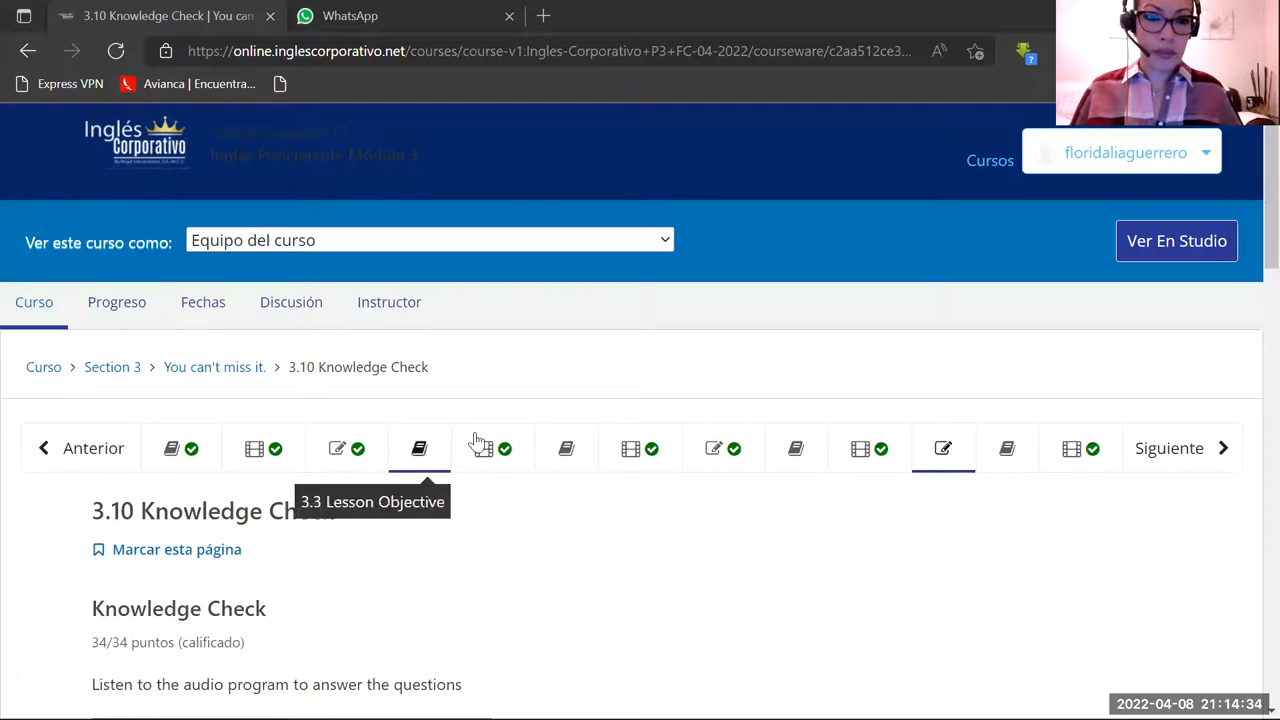 3.10 Knowledge Check | You can
WhatsApp
https://online.inglescorporativo.net/courses/course-v1:Ingles-Corporativo+P3+FC-04-2022/courseware/c2aa512ce3...
Express VPN
Avianca | Encuentra...
Inglés
Corporativo
Inglés Principiante Módulo 3
Cursos
floridaliaguerrero
Ver este curso como:
Equipo del curso
Ver En Studio
Curso
Progreso
Fechas
Discusión
Instructor
Curso > Section 3 > You can't miss it. > 3.10 Knowledge Check
Anterior
Siguiente
3.3 Lesson Objective
3.10 Knowledge Ch
Marcar esta página
Knowledge Check
34/34 puntos (calificado)
Listen to the audio program to answer the questions
2022-04-08 21:14:34